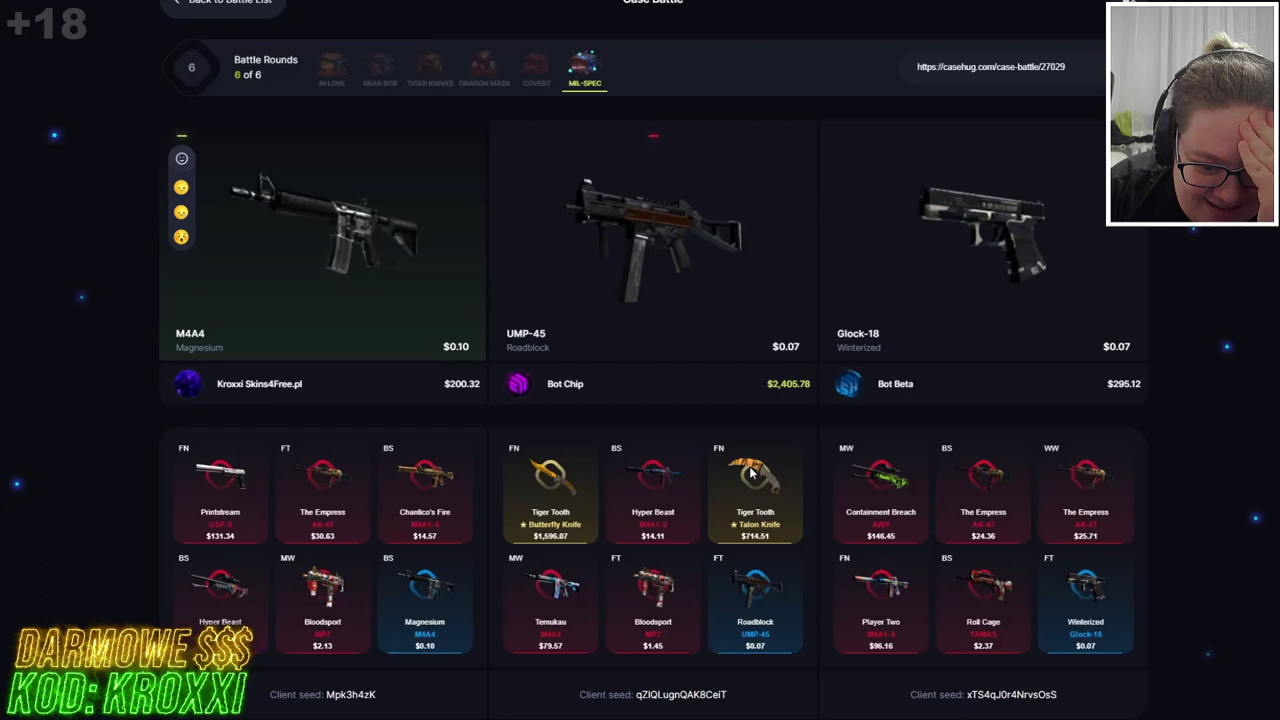 +18
Back to Battle List
Case Battle
6
Battle Rounds
6 of 6
IN LOVE
GEAR BOX
TIGER KNIVES
DRAGON MASK
COVERT
MIL-SPEC
https://casehug.com/case-battle/27029
M4A4
Magnesium
$0.10
UMP-45
Roadblock
$0.07
Glock-18
Winterized
$0.07
Kroxxi Skins4Free.pl
$200.32
Bot Chip
$2,405.78
Bot Beta
$295.12
FN
Printstream
USP-S
$131.34
FT
The Empress
AK-47
$30.63
BS
Chantico's Fire
M4A1-S
$14.57
FN
Tiger Tooth
★ Butterfly Knife
$1,596.07
BS
Hyper Beast
M4A1-S
$14.11
FN
Tiger Tooth
★ Talon Knife
$714.51
MW
Containment Breach
AWP
$146.45
BS
The Empress
AK-47
$24.36
WW
The Empress
AK-47
$25.71
BS
Hyper Beast
MW
Bloodsport
MP7
$2.13
BS
Magnesium
M4A4
$0.10
MW
Temukau
M4A4
$79.57
FT
Bloodsport
MP7
$1.45
FT
Roadblock
UMP-45
$0.07
FN
Player Two
M4A1-S
$96.16
BS
Roll Cage
FAMAS
$2.37
FT
Winterized
Glock-18
$0.07
DARMOWE $$$
KOD: KROXXI
Client seed: Mpk3h4zK
Client seed: qZIQLugnQAK8CeiT
Client seed: xTS4qJ0r4NrvsOsS